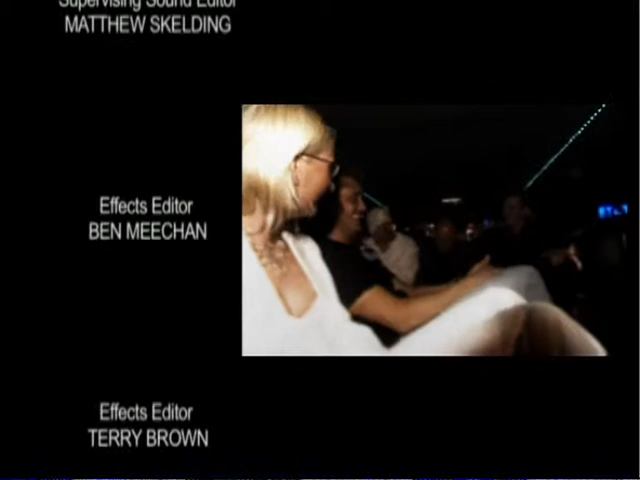 Supervising Sound Editor
MATTHEW SKELDING
Effects Editor
BEN MEECHAN
Effects Editor
TERRY BROWN